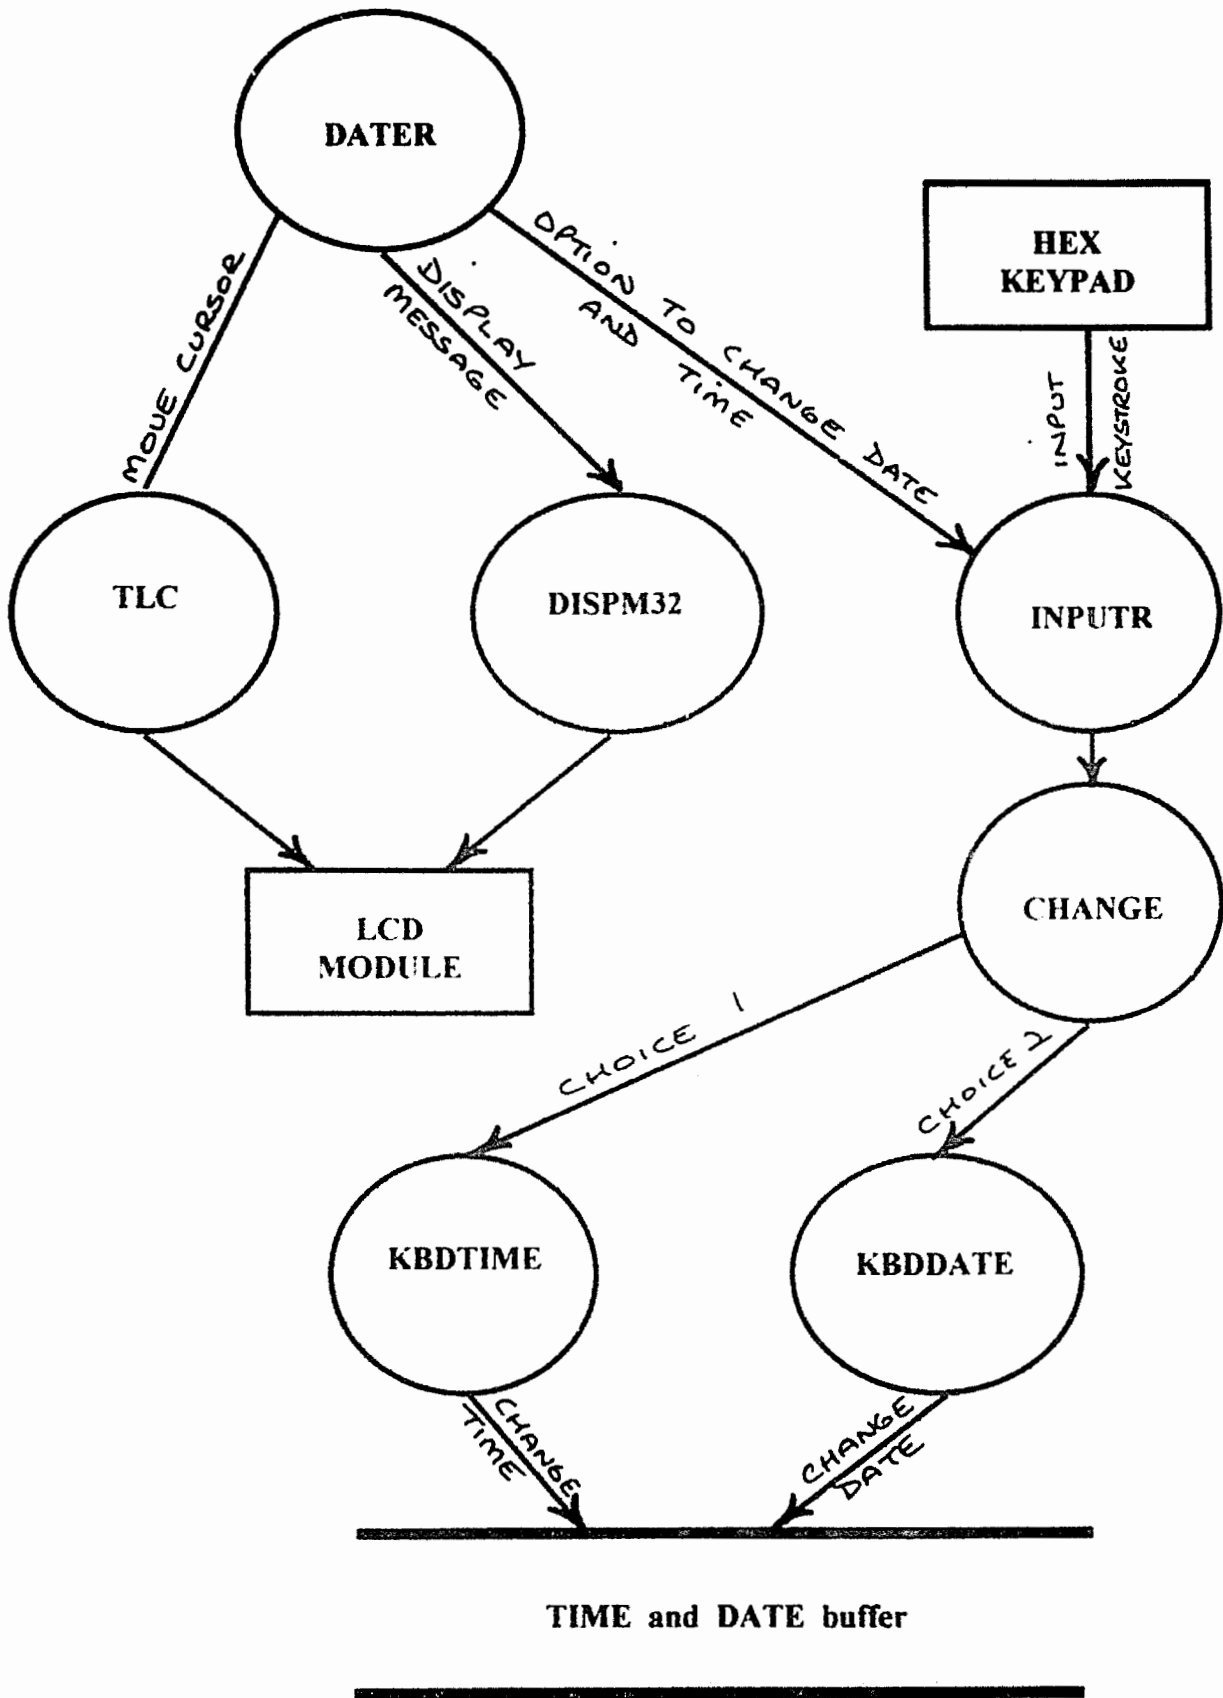 DATER
HEX
KEYPAD
MOVE CURSOR
DISPLAY
MESSAGE
OPTION TO CHANGE DATE
AND TIME
INPUT
KEYSTROKE
TLC
DISPM32
INPUTR
LCD
MODULE
CHANGE
CHOICE 1
CHOICE 2
KBDTIME
KBDDATE
CHANGE
TIME
CHANGE
DATE
TIME and DATE buffer